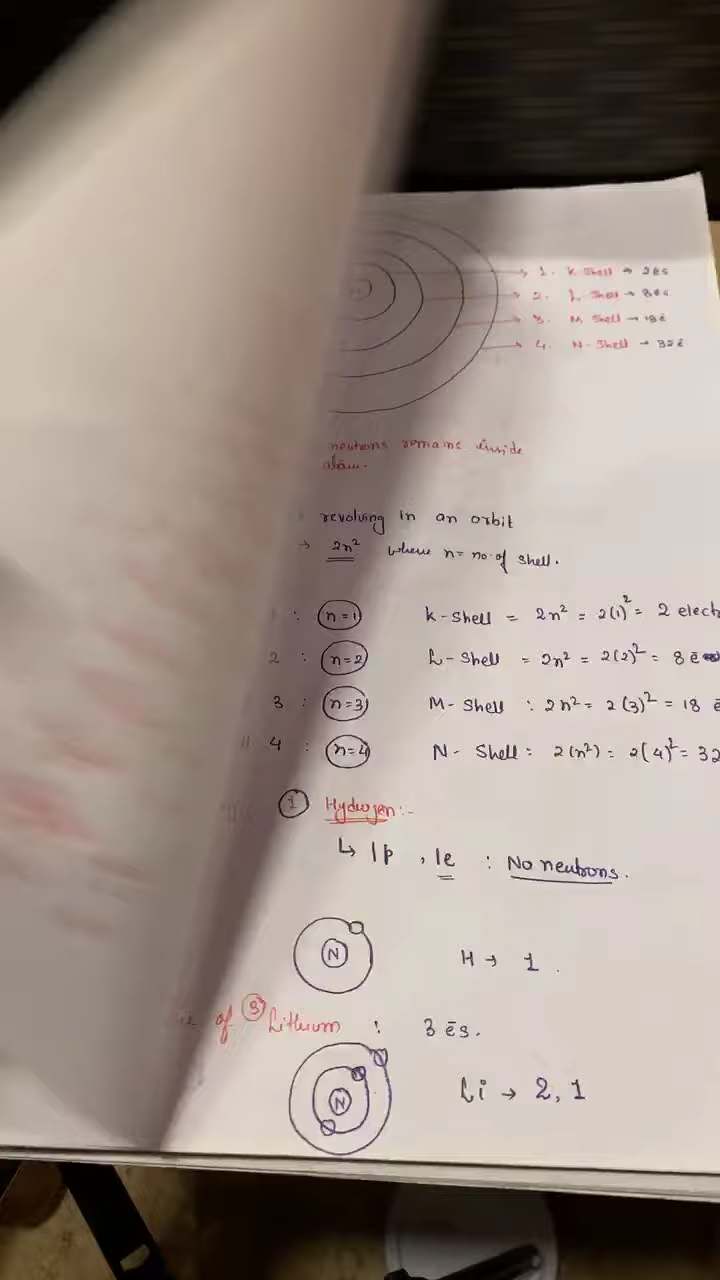 1. K-Shell → 2ēs
2. L-Shell → 8ēs
3. M Shell → 18ē
4. N-Shell → 32ē
neutrons remains inside
revolving in an orbit
→ 2n² where n = no. of shell.
: n=1 K-Shell = 2n² = 2(1)² = 2 elect
2 : n=2 L-Shell = 2n² = 2(2)² = 8ē
3 : n=3 M-Shell : 2n² = 2(3)² = 18 ē
4 : n=4 N-Shell : 2(n²) = 2(4)² = 32
1 Hydrogen:-
↳ 1p, 1e : No neutrons.
N
H → 1.
of 3 Lithium : 3 ēs.
N
Li → 2, 1